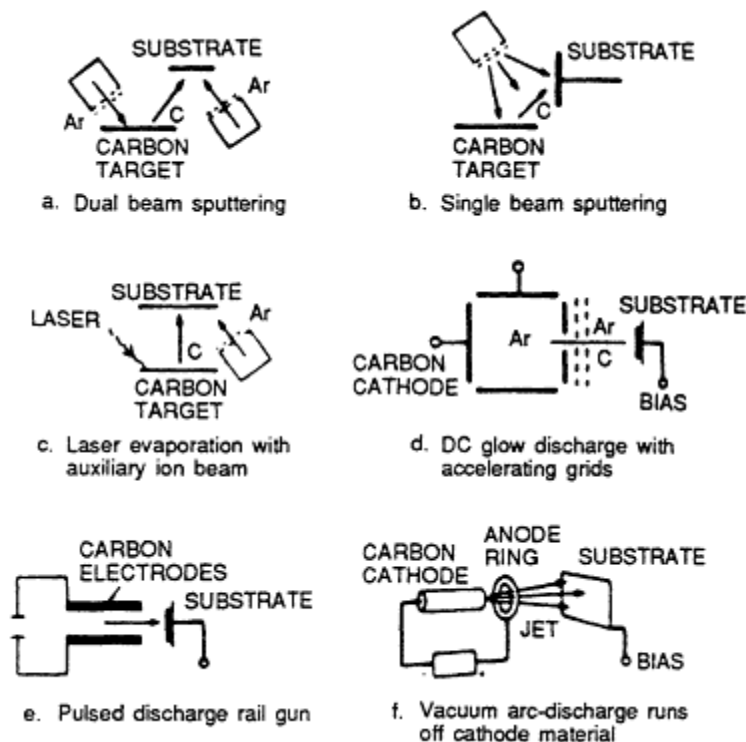 SUBSTRATE
Ar
Ar
C
CARBON
TARGET
a. Dual beam sputtering
SUBSTRATE
C
CARBON
TARGET
b. Single beam sputtering
SUBSTRATE
LASER
Ar
C
CARBON
TARGET
c. Laser evaporation with
auxiliary ion beam
SUBSTRATE
Ar
Ar
C
CARBON
CATHODE
BIAS
d. DC glow discharge with
accelerating grids
CARBON
ELECTRODES
SUBSTRATE
e. Pulsed discharge rail gun
ANODE
RING
CARBON
CATHODE
SUBSTRATE
JET
BIAS
f. Vacuum arc-discharge runs
off cathode material